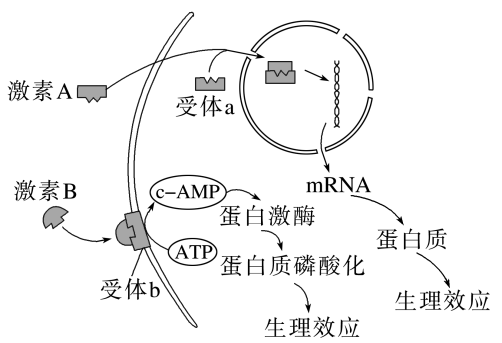 激素A
受体a
mRNA
激素B
c-AMP
蛋白激酶
蛋白质
ATP
蛋白质磷酸化
受体b
生理效应
生理效应